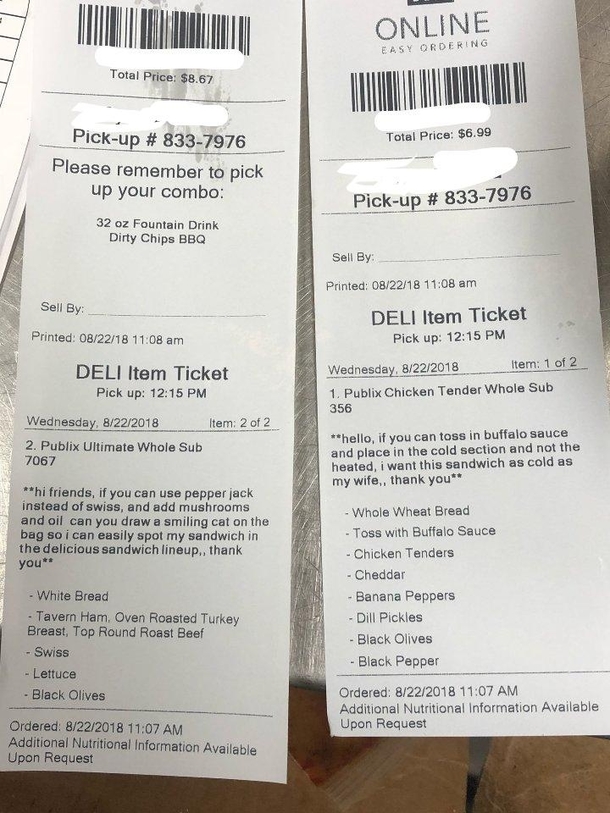 Total Price: $8.67
Pick-up # 833-7976
Please remember to pick
up your combo:
32 oz Fountain Drink
Dirty Chips BBQ
Sell By:
Printed: 08/22/18 11:08 am
DELI Item Ticket
Pick up: 12:15 PM
Wednesday, 8/22/2018 Item: 2 of 2
2. Publix Ultimate Whole Sub
7067
**hi friends, if you can use pepper jack
instead of swiss, and add mushrooms
and oil can you draw a smiling cat on the
bag so i can easily spot my sandwich in
the delicious sandwich lineup,, thank
you**
- White Bread
- Tavern Ham, Oven Roasted Turkey
Breast, Top Round Roast Beef
- Swiss
- Lettuce
- Black Olives
Ordered: 8/22/2018 11:07 AM
Additional Nutritional Information Available
Upon Request
ONLINE
EASY ORDERING
Total Price: $6.99
Pick-up # 833-7976
Sell By:
Printed: 08/22/18 11:08 am
DELI Item Ticket
Pick up: 12:15 PM
Wednesday, 8/22/2018 Item: 1 of 2
1. Publix Chicken Tender Whole Sub
356
**hello, if you can toss in buffalo sauce
and place in the cold section and not the
heated, i want this sandwich as cold as
my wife,, thank you**
- Whole Wheat Bread
- Toss with Buffalo Sauce
- Chicken Tenders
- Cheddar
- Banana Peppers
- Dill Pickles
- Black Olives
- Black Pepper
Ordered: 8/22/2018 11:07 AM
Additional Nutritional Information Available
Upon Request